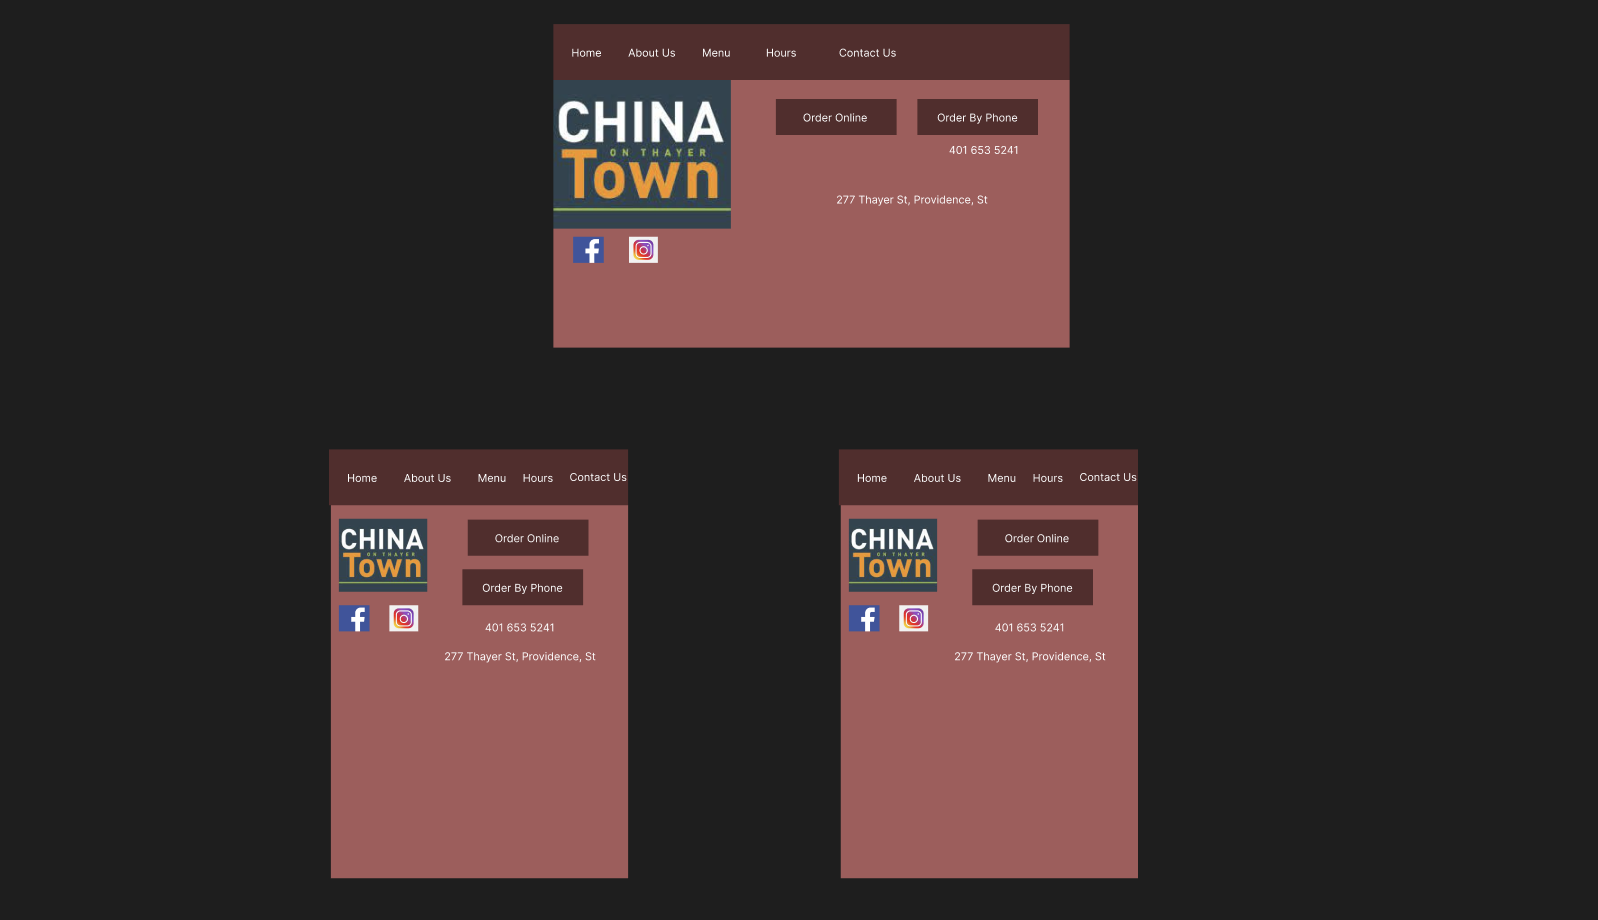 Home About Us Menu Hours Contact Us
CHINA
ON THAYER
Town
Order Online Order By Phone
401 653 5241
277 Thayer St, Providence, St
Home About Us Menu Hours Contact Us
CHINA
ON THAYER
Town
Order Online
Order By Phone
401 653 5241
277 Thayer St, Providence, St
Home About Us Menu Hours Contact Us
CHINA
ON THAYER
Town
Order Online
Order By Phone
401 653 5241
277 Thayer St, Providence, St